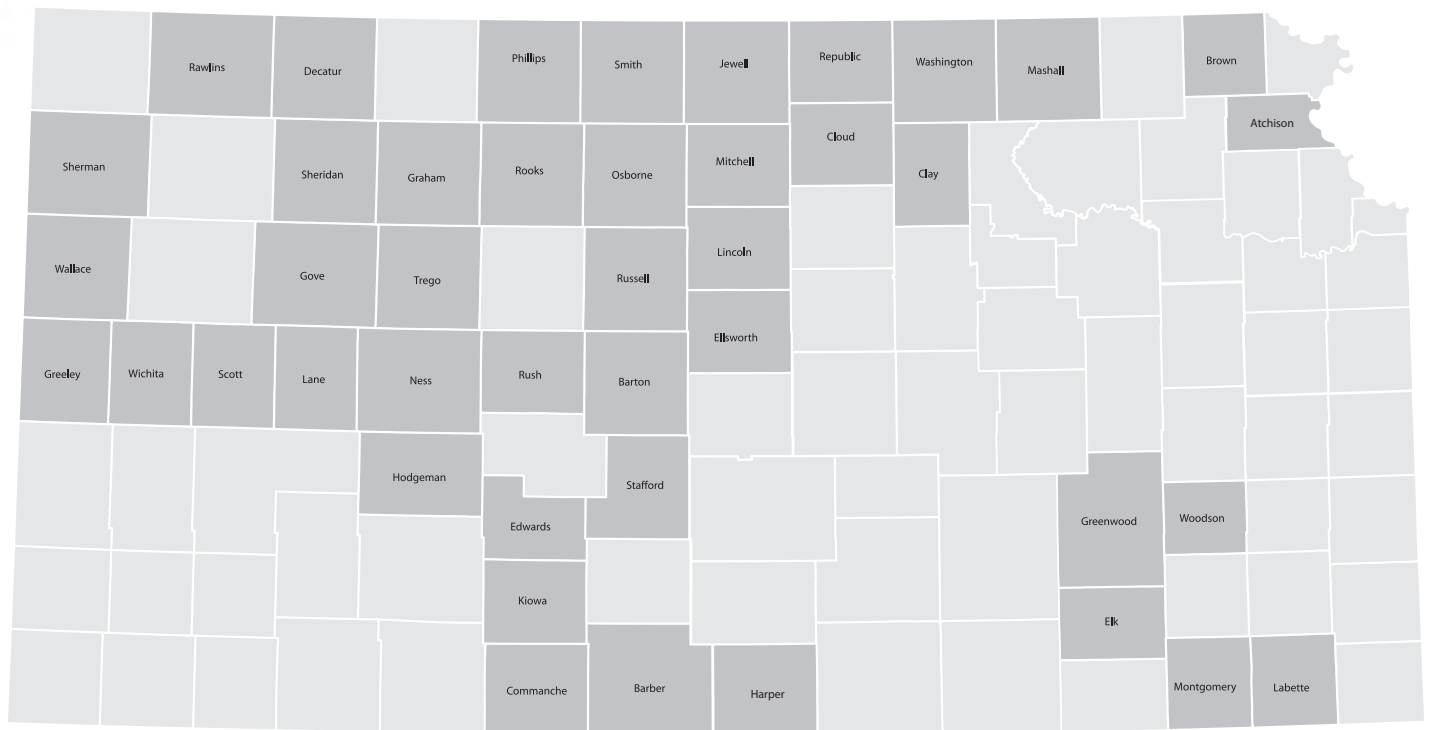 Rawlins
Decatur
Phillips
Smith
Jewell
Republic
Washington
Mashall
Brown
Atchison
Cloud
Sherman
Sheridan
Graham
Rooks
Osborne
Mitchell
Clay
Wallace
Gove
Trego
Russell
Lincoln
Ellsworth
Greeley
Wichita
Scott
Lane
Ness
Rush
Barton
Hodgeman
Stafford
Edwards
Greenwood
Woodson
Kiowa
Elk
Commanche
Barber
Harper
Montgomery
Labette